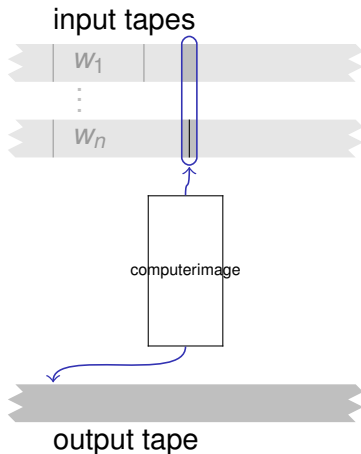 input tapes
w₁
⋮
wₙ
computerimage
output tape